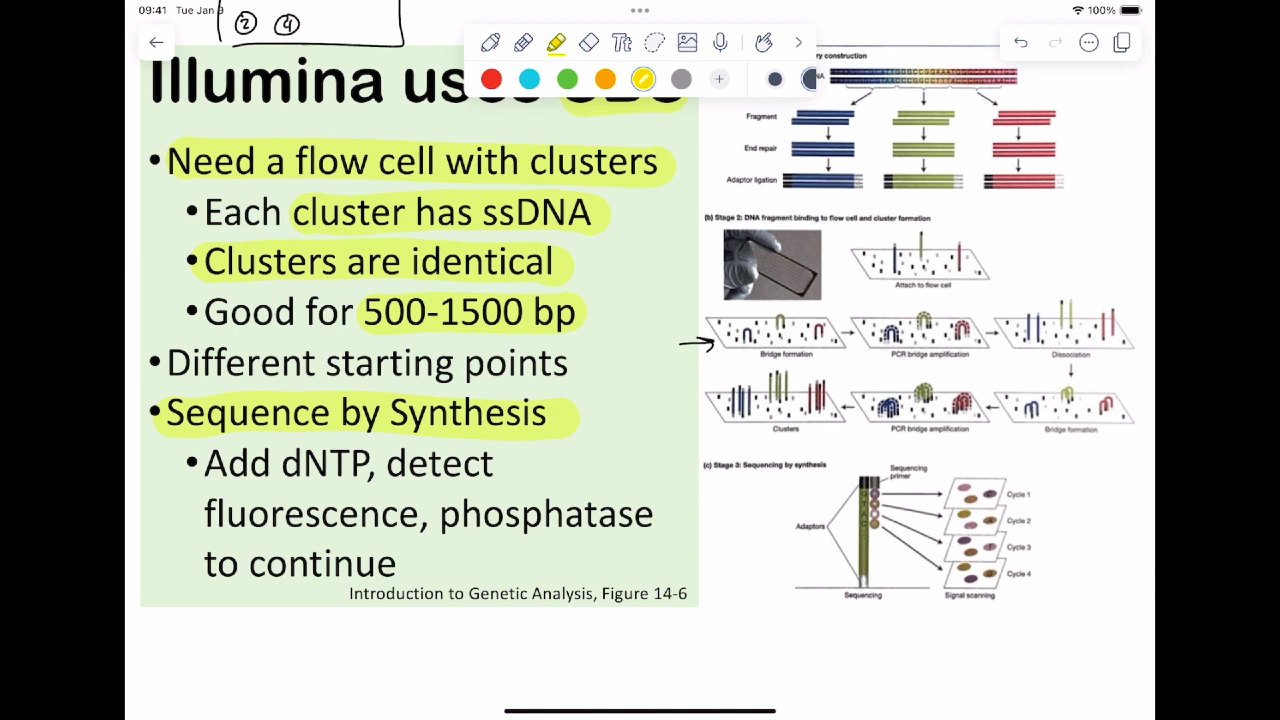 09:41 Tue Jan 9
100%
2 4
Illumina uses SBS
• Need a flow cell with clusters
• Each cluster has ssDNA
• Clusters are identical
• Good for 500-1500 bp
• Different starting points
• Sequence by Synthesis
• Add dNTP, detect
fluorescence, phosphatase
to continue
Introduction to Genetic Analysis, Figure 14-6
Tt
construction
Fragment
End repair
Adaptor ligation
(b) Stage 2: DNA fragment binding to flow cell and cluster formation
Attach to flow cell
Bridge formation PCR bridge amplification Dissociation
Clusters PCR bridge amplification Bridge formation
(c) Stage 3: Sequencing by synthesis
Sequencing
primer
Cycle 1
Cycle 2
Adaptors
Cycle 3
Cycle 4
Sequencing Signal scanning